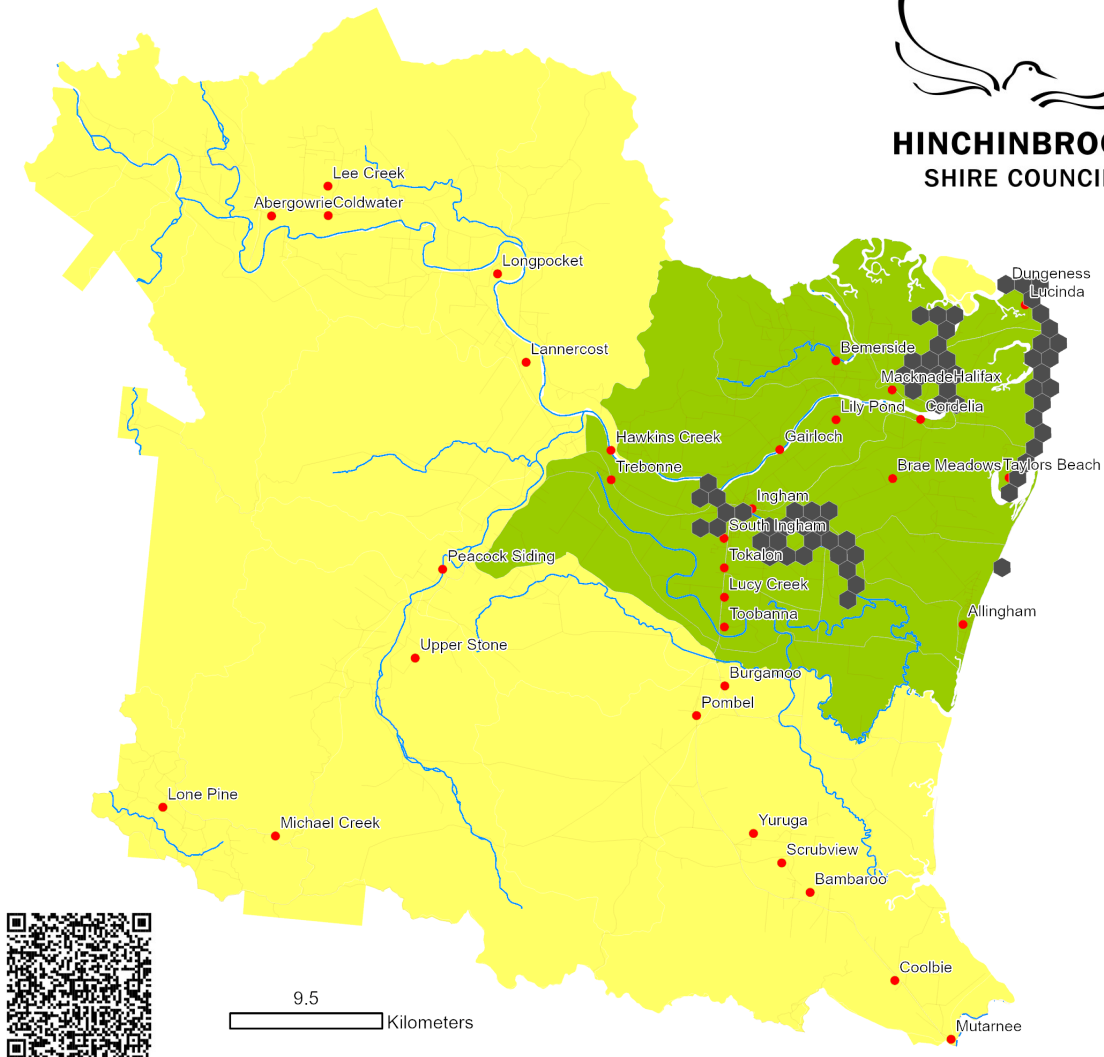 HINCHINBROO
SHIRE COUNCIL
Lee Creek
Abergowrie
Coldwater
Longpocket
Dungeness
Lucinda
Lannercost
Bemerside
Macknade
Halifax
Lily Pond
Cordelia
Hawkins Creek
Gairloch
Trebonne
Brae Meadows
Taylors Beach
Ingham
South Ingham
Peacock Siding
Tokalon
Lucy Creek
Toobanna
Allingham
Upper Stone
Burgamoo
Pombel
Lone Pine
Michael Creek
Yuruga
Scrubview
Bambaroo
Coolbie
9.5
Kilometers
Mutarnee